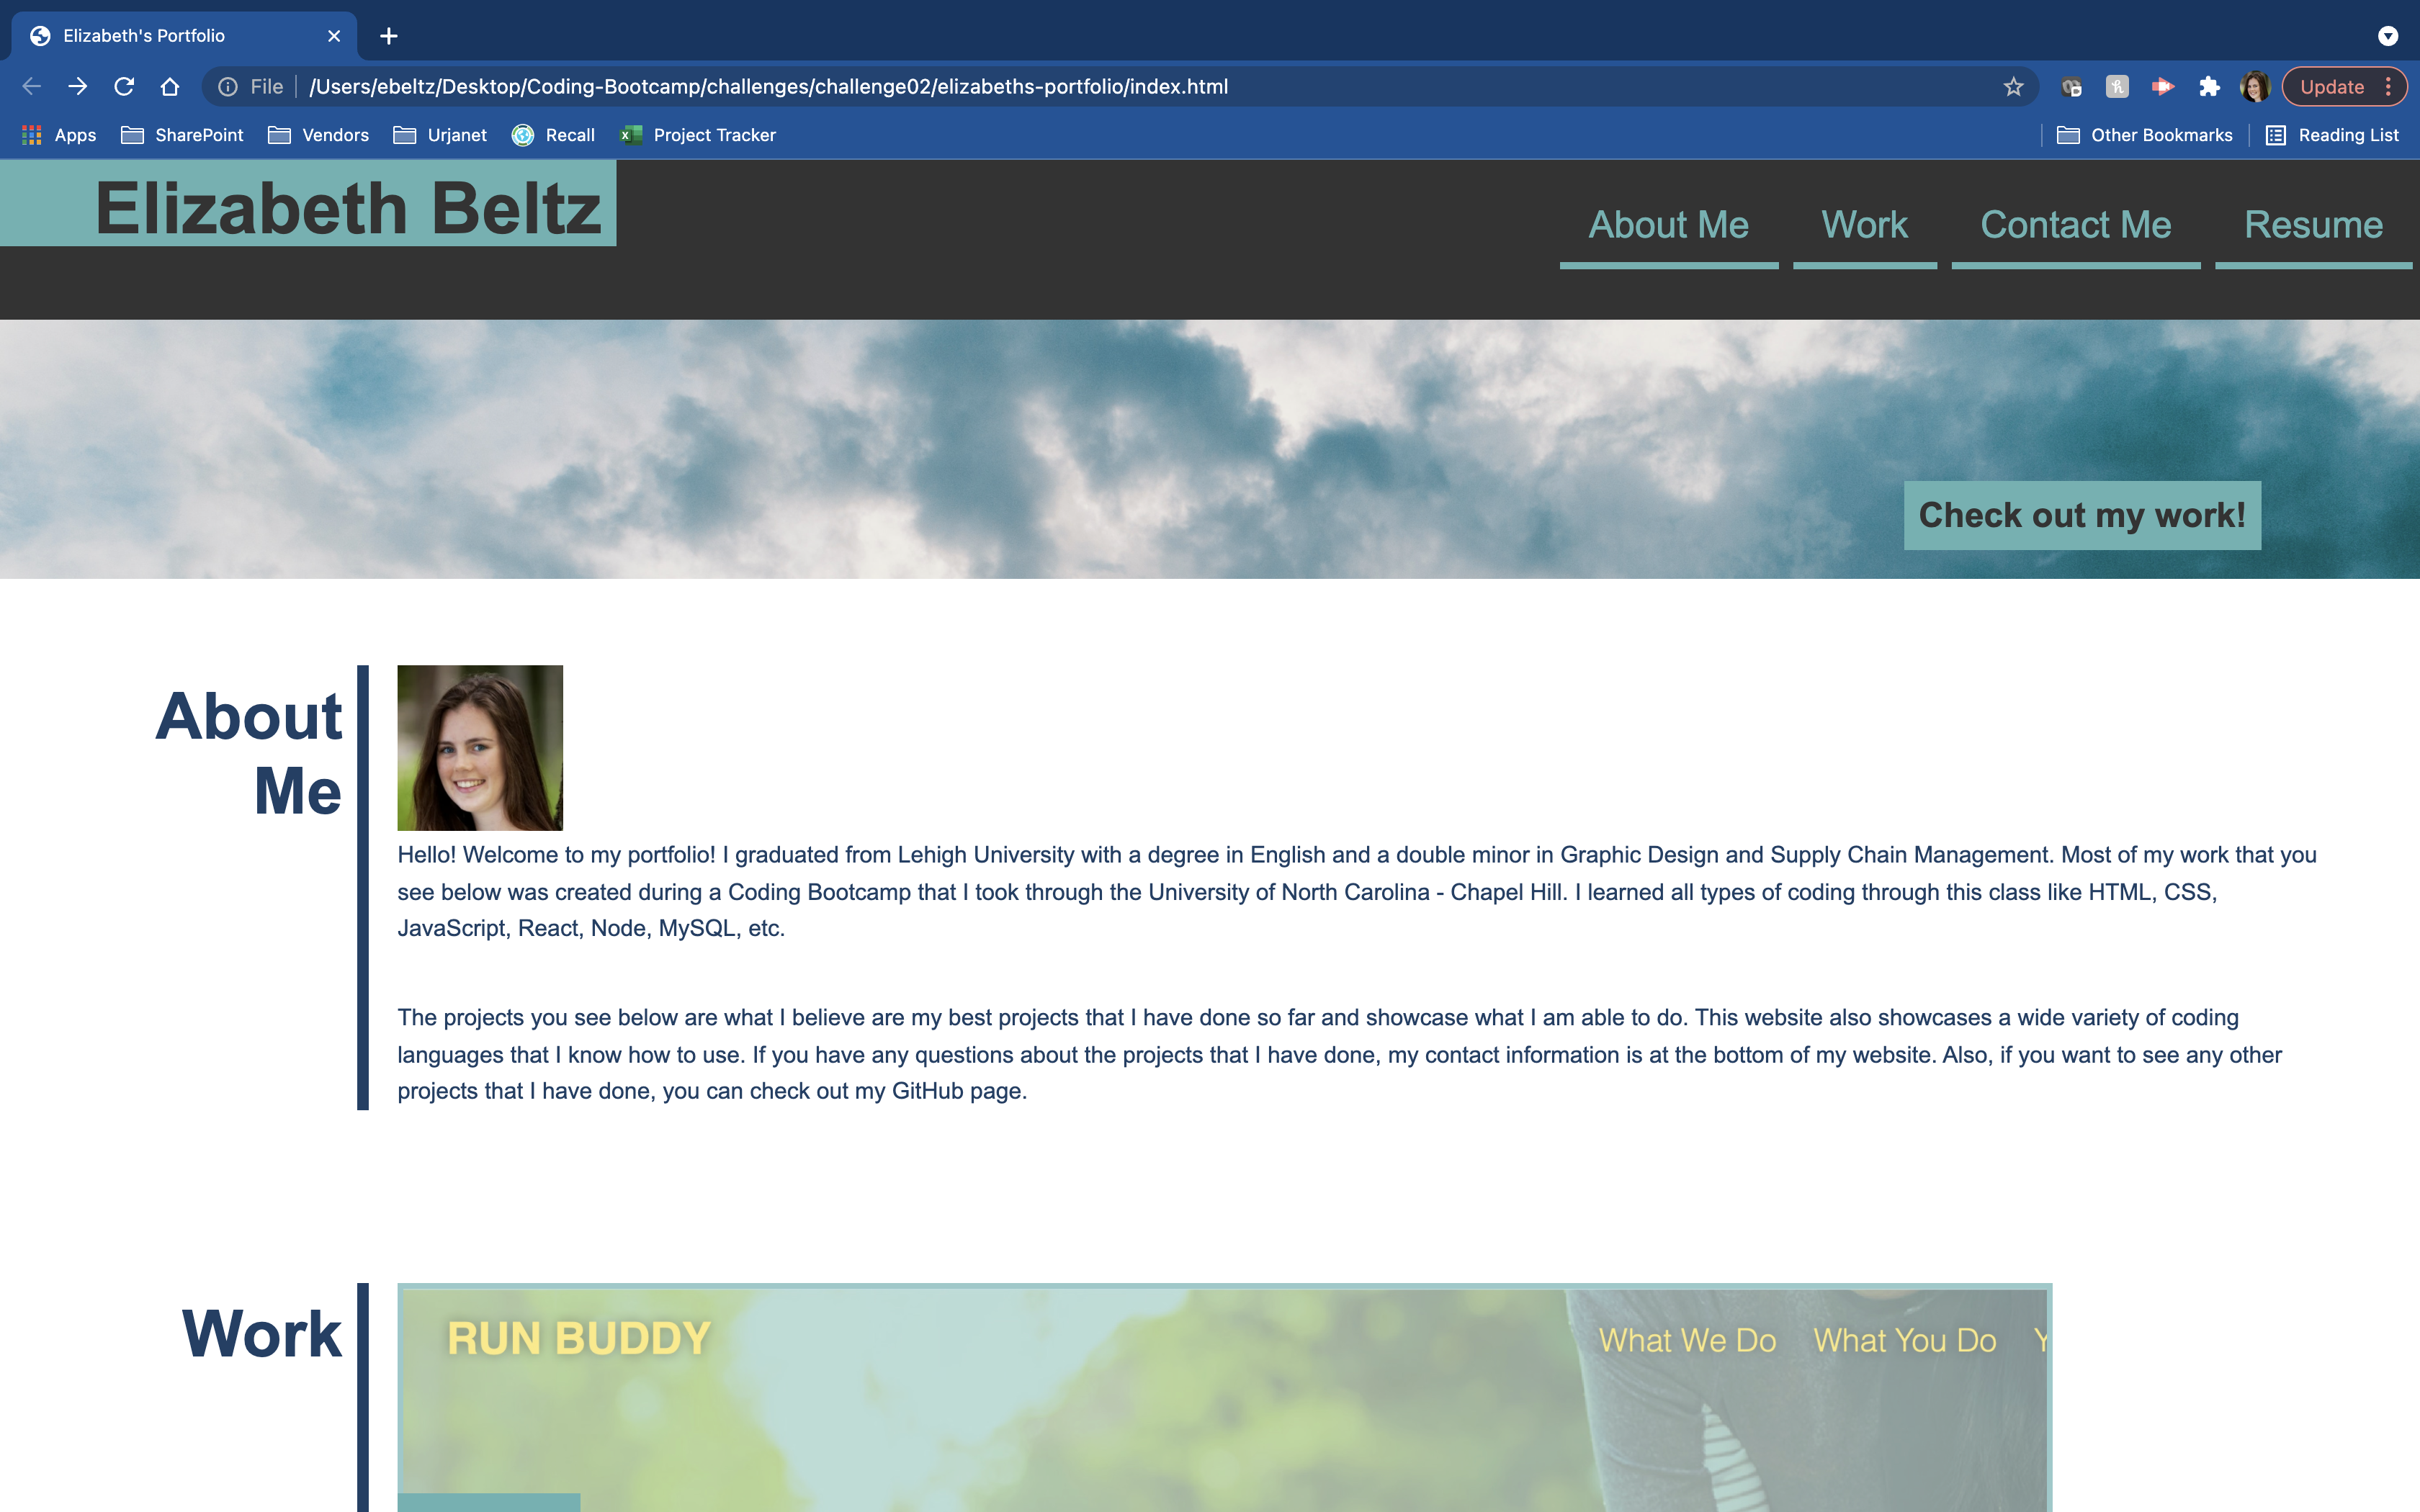 Elizabeth's Portfolio
File /Users/ebeltz/Desktop/Coding-Bootcamp/challenges/challenge02/elizabeths-portfolio/index.html
Update
Apps SharePoint Vendors Urjanet Recall Project Tracker Other Bookmarks Reading List
Elizabeth Beltz
About Me Work Contact Me Resume
Check out my work!
About
Me
Hello! Welcome to my portfolio! I graduated from Lehigh University with a degree in English and a double minor in Graphic Design and Supply Chain Management. Most of my work that you
see below was created during a Coding Bootcamp that I took through the University of North Carolina - Chapel Hill. I learned all types of coding through this class like HTML, CSS,
JavaScript, React, Node, MySQL, etc.
The projects you see below are what I believe are my best projects that I have done so far and showcase what I am able to do. This website also showcases a wide variety of coding
languages that I know how to use. If you have any questions about the projects that I have done, my contact information is at the bottom of my website. Also, if you want to see any other
projects that I have done, you can check out my GitHub page.
Work
RUN BUDDY
What We Do What You Do